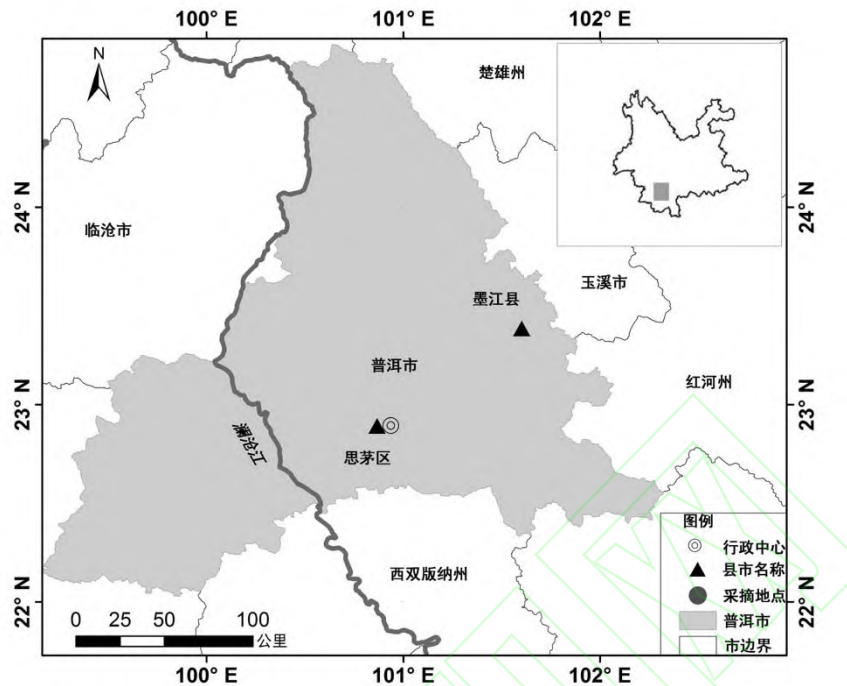 100° E 101° E 102° E
N
楚雄州
24° N 24° N
临沧市
玉溪市
墨江县
普洱市
红河州
23° N 23° N
澜沧江
思茅区
图例
行政中心
县市名称
西双版纳州
采摘地点
22° N 22° N
普洱市
0 25 50 100
公里
市边界
100° E 101° E 102° E